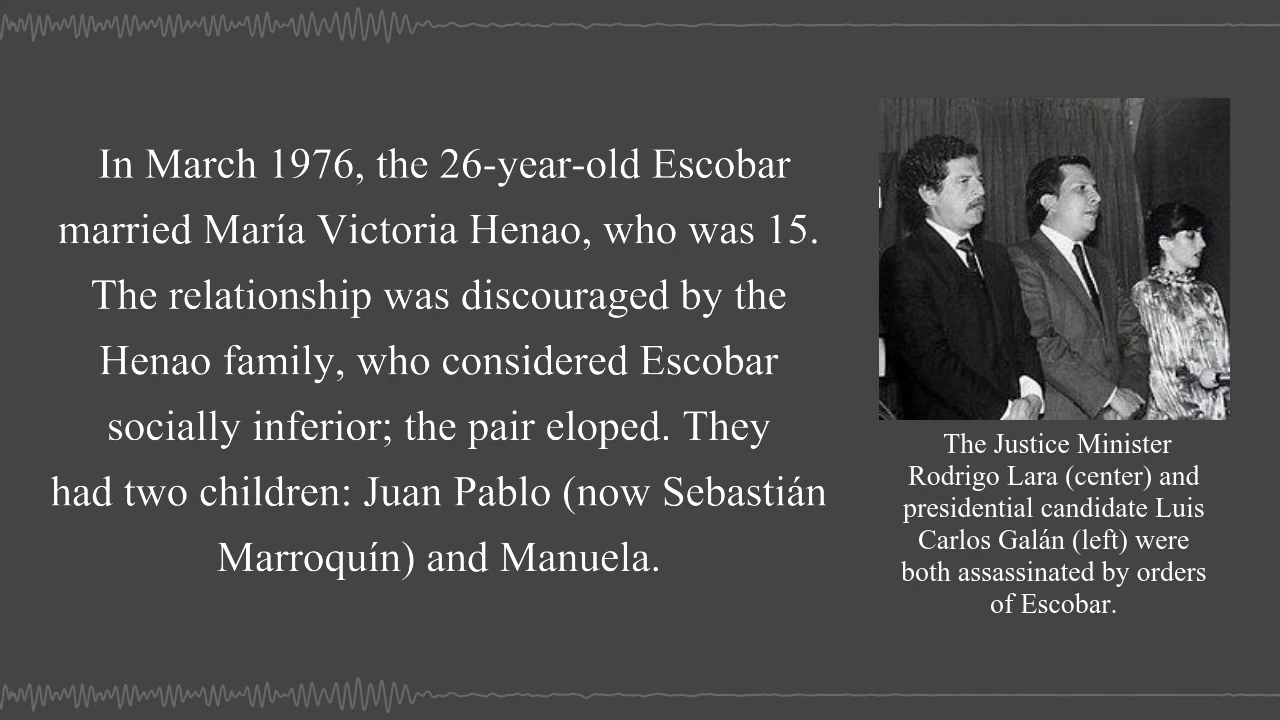 In March 1976, the 26-year-old Escobar
married María Victoria Henao, who was 15.
The relationship was discouraged by the
Henao family, who considered Escobar
socially inferior; the pair eloped. They
had two children: Juan Pablo (now Sebastián
Marroquín) and Manuela.
The Justice Minister
Rodrigo Lara (center) and
presidential candidate Luis
Carlos Galán (left) were
both assassinated by orders
of Escobar.